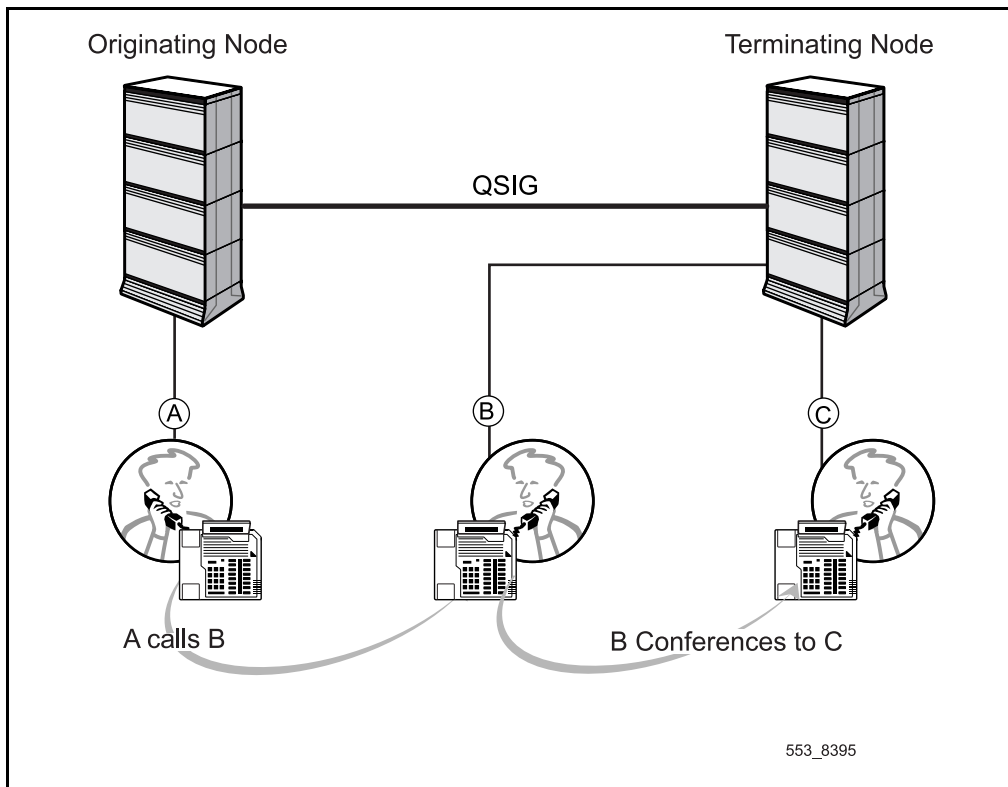 Originating Node
Terminating Node
QSIG
A
B
C
A calls B
B Conferences to C
553_8395